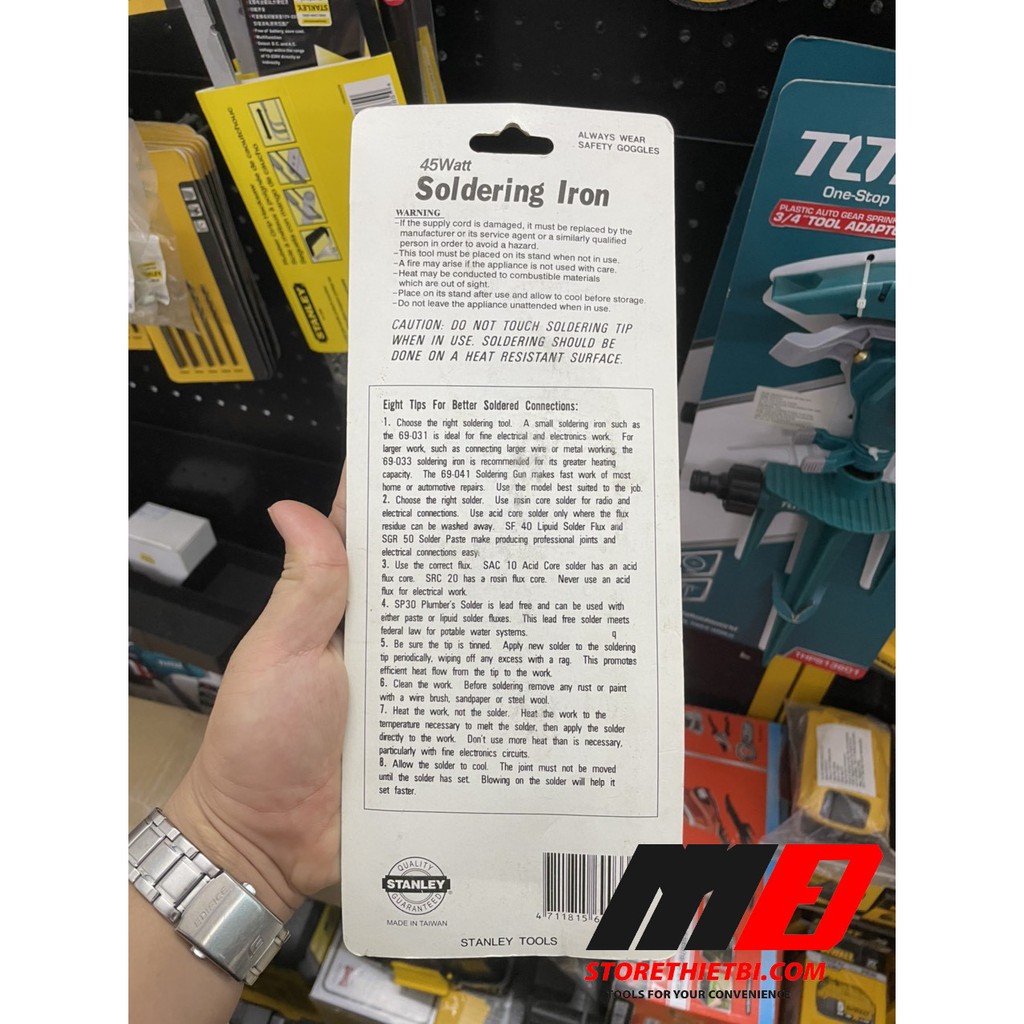 ALWAYS WEAR
SAFETY GOGGLES
45Watt
Soldering Iron
WARNING
-If the supply cord is damaged, it must be replaced by the
manufacturer or its service agent or a similarly qualified
person in order to avoid a hazard.
-This tool must be placed on its stand when not in use.
-A fire may arise if the appliance is not used with care.
-Heat may be conducted to combustible materials
which are out of sight.
-Place on its stand after use and allow to cool before storage.
-Do not leave the appliance unattended when in use.
CAUTION: DO NOT TOUCH SOLDERING TIP
WHEN IN USE. SOLDERING SHOULD BE
DONE ON A HEAT RESISTANT SURFACE.
Eight TIps For Better Soldered Connections:
1. Choose the right soldering tool. A small soldering iron such as
the 69-031 is ideal for fine electrical and electronics work. For
larger work, such as connecting larger wire or metal working, the
69-033 soldering iron is recommended for its greater heating
capacity. The 69-041 Soldering Gun makes fast work of most
home or automotive repairs. Use the model best suited to the job.
2. Choose the right solder. Use rosin core solder for radio and
electrical connections. Use acid core solder only where the flux
residue can be washed away. SF 40 Lipuid Solder Flux and
SGR 50 Solder Paste make producing professional joints and
electrical connections easy.
3. Use the correct flux. SAC 10 Acid Core solder has an acid
flux core. SRC 20 has a rosin flux core. Never use an acid
flux for electrical work.
4. SP30 Plumber's Solder is lead free and can be used with
either paste or lipuid solder fluxes. This lead free solder meets
federal law for potable water systems. q
5. Be sure the tip is tinned. Apply new solder to the soldering
tip periodically, wiping off any excess with a rag. This promotes
efficient heat flow from the tip to the work.
6. Clean the work. Before soldering remove any rust or paint
with a wire brush, sandpaper or steel wool.
7. Heat the work, not the solder. Heat the work to the
temperature necessary to melt the solder, then apply the solder
directly to the work. Don't use more heat than is necessary,
particularly with fine electronics circuits.
8. Allow the solder to cool. The joint must not be moved
until the solder has set. Blowing on the solder will help it
set faster.
QUALITY
STANLEY
GUARANTEED
MADE IN TAIWAN
STANLEY TOOLS
4 711815 6
One-Stop
PLASTIC AUTO GEAR
3/4" TOOL
THPS13601
STANLEY
EDIFICE
STORETHIETBI.COM
TOOLS FOR YOUR CONVENIENCE